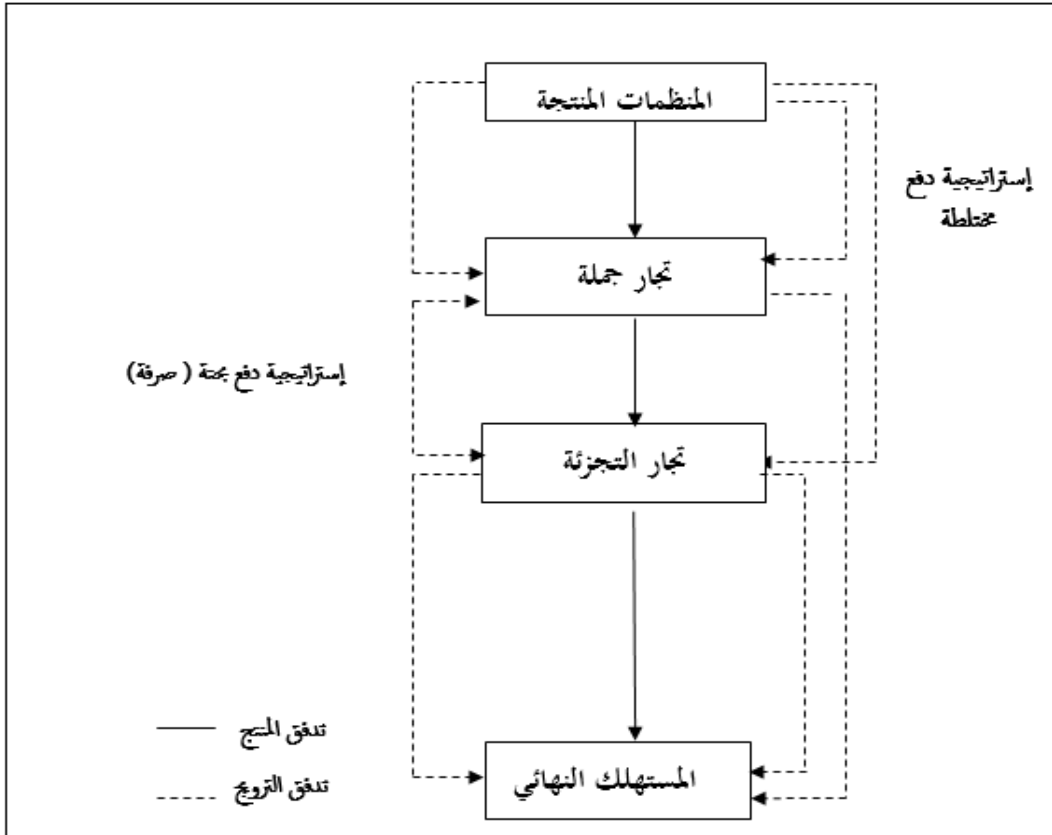 المنظمات المنتجة
إستراتيجية دفع
مختلطة
تجار جملة
إستراتيجية دفع بحتة ( صرفة)
تجار التجزئة
تدفق المنتج
المستهلك النهائي
تدفق الترويج